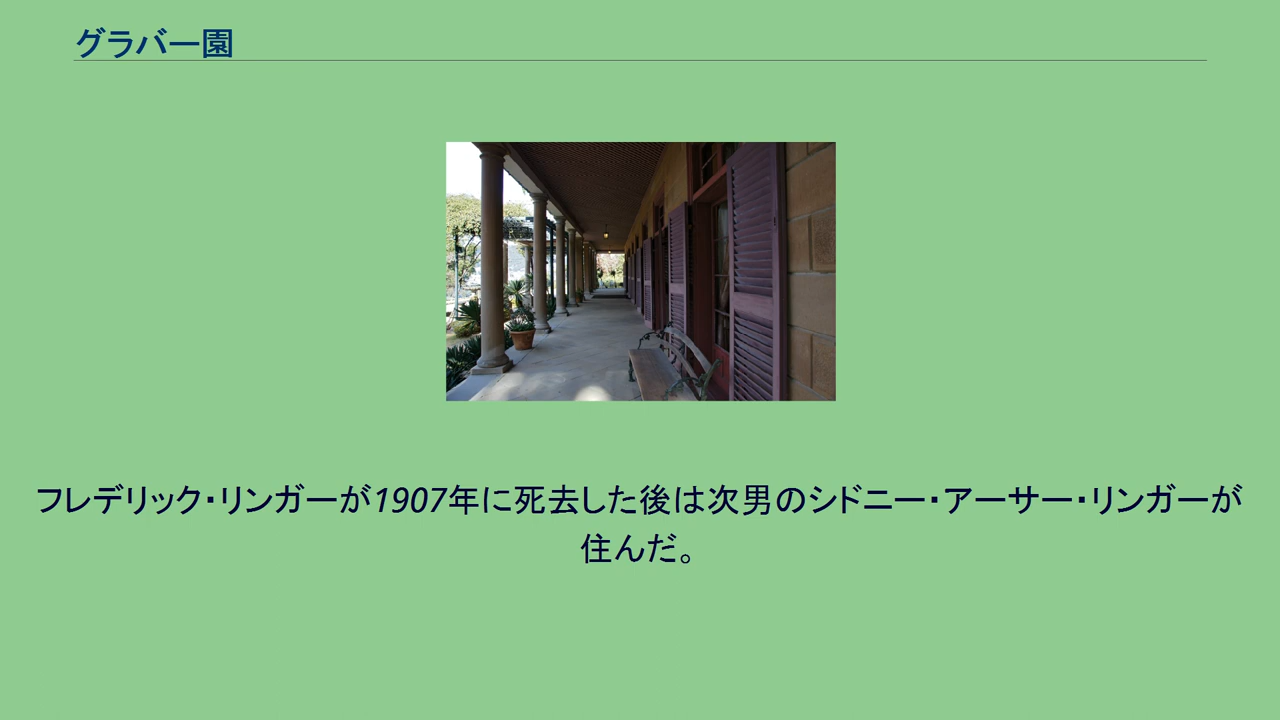 グラバー園
フレデリック・リンガーが1907年に死去した後は次男のシドニー・アーサー・リンガーが
住んだ。